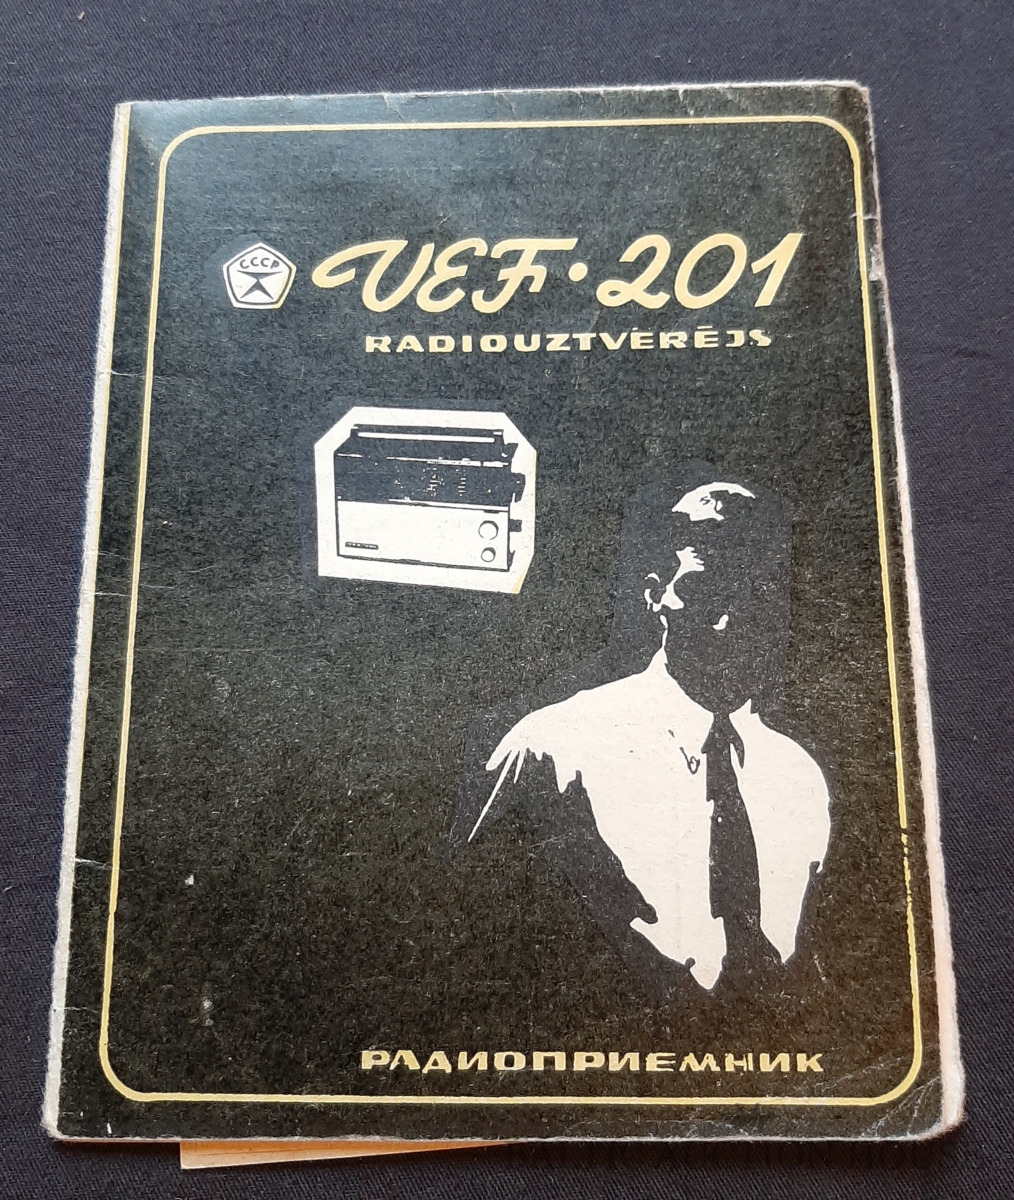 СССР
VEF·201
RADIOUZTVĒRĒJS
РАДИОПРИЕМНИК